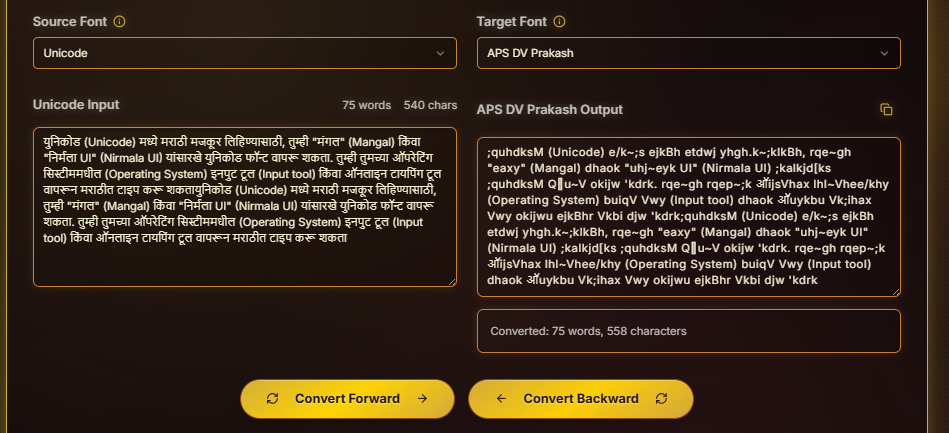 Source Font
Target Font
Unicode
APS DV Prakash
Unicode Input
75 words 540 chars
APS DV Prakash Output
युनिकोड (Unicode) मध्ये मराठी मजकूर लिहिण्यासाठी, तुम्ही "मंगल" (Mangal) किंवा
"निर्मला UI" (Nirmala UI) यांसारखे युनिकोड फॉन्ट वापरू शकता. तुम्ही तुमच्या ऑपरेटिंग
सिस्टीममधील (Operating System) इनपुट टूल (Input tool) किंवा ऑनलाइन टायपिंग टूल
वापरून मराठीत टाइप करू शकतायुनिकोड (Unicode) मध्ये मराठी मजकूर लिहिण्यासाठी,
तुम्ही "मंगल" (Mangal) किंवा "निर्मला UI" (Nirmala UI) यांसारखे युनिकोड फॉन्ट वापरू
शकता. तुम्ही तुमच्या ऑपरेटिंग सिस्टीममधील (Operating System) इनपुट टूल (Input
tool) किंवा ऑनलाइन टायपिंग टूल वापरून मराठीत टाइप करू शकता
;quhdksM (Unicode) e/k~;s ejkBh etdwj yhgh.k~;klkBh, rqe~gh
"eaxy" (Mangal) dhaok "uhj~eyk UI" (Nirmala UI) ;kalkjd[ks
;quhdksM Q‖u~V okijw 'kdrk. rqe~gh rqep~;k ऑijsVhax lhl~Vhee/khy
(Operating System) buiqV Vwy (Input tool) dhaok ऑuykbu Vk;ihax
Vwy okijwu ejkBhr Vkbi djw 'kdrk;quhdksM (Unicode) e/k~;s ejkBh
etdwj yhgh.k~;klkBh, rqe~gh "eaxy" (Mangal) dhaok "uhj~eyk UI"
(Nirmala UI) ;kalkjd[ks ;quhdksM Q‖u~V okijw 'kdrk. rqe~gh rqep~;k
ऑijsVhax lhl~Vhee/khy (Operating System) buiqV Vwy (Input tool)
dhaok ऑuykbu Vk;ihax Vwy okijwu ejkBhr Vkbi djw 'kdrk
Converted: 75 words, 558 characters
Convert Forward
Convert Backward